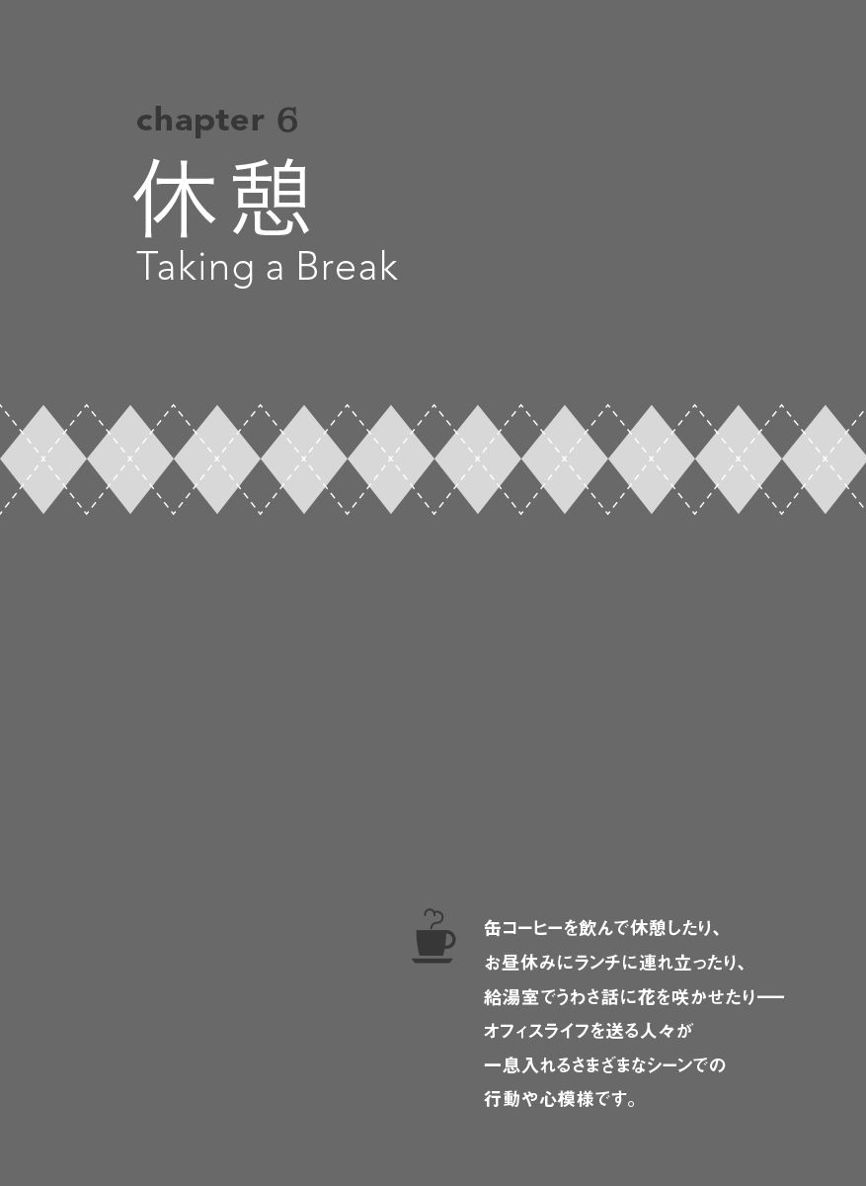 chapter 6
休憩
Taking a Break
缶コーヒーを飲んで休憩したり、
お昼休みにランチに連れ立ったり、
給湯室でうわさ話に花を咲かせたり──
オフィスライフを送る人々が
一息入れるさまざまなシーンでの
行動や心模様です。